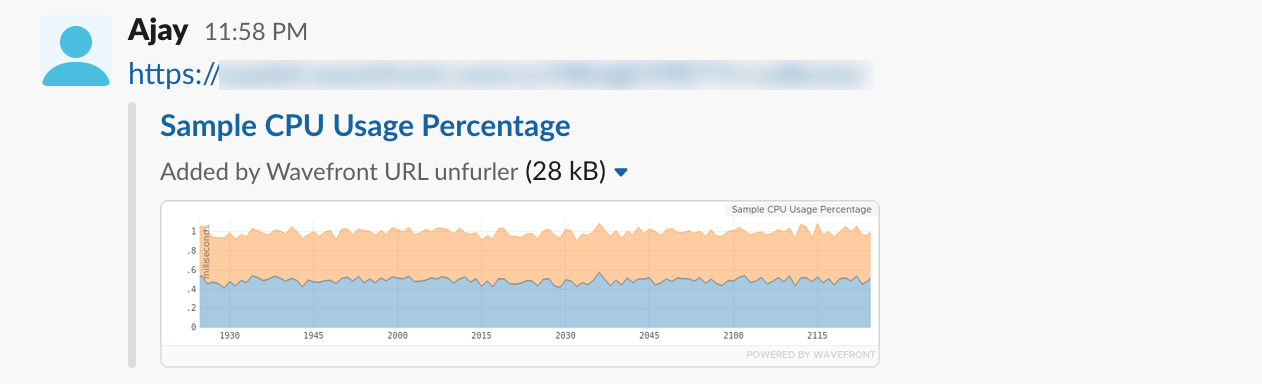 Ajay 11:58 PM
https://
Sample CPU Usage Percentage
Added by Wavefront URL unfurler (28 kB)
Sample CPU Usage Percentage
milliseconds
1
.8
.6
.4
.2
0
1930 1945 2000 2015 2030 2045 2100 2115
POWERED BY WAVEFRONT